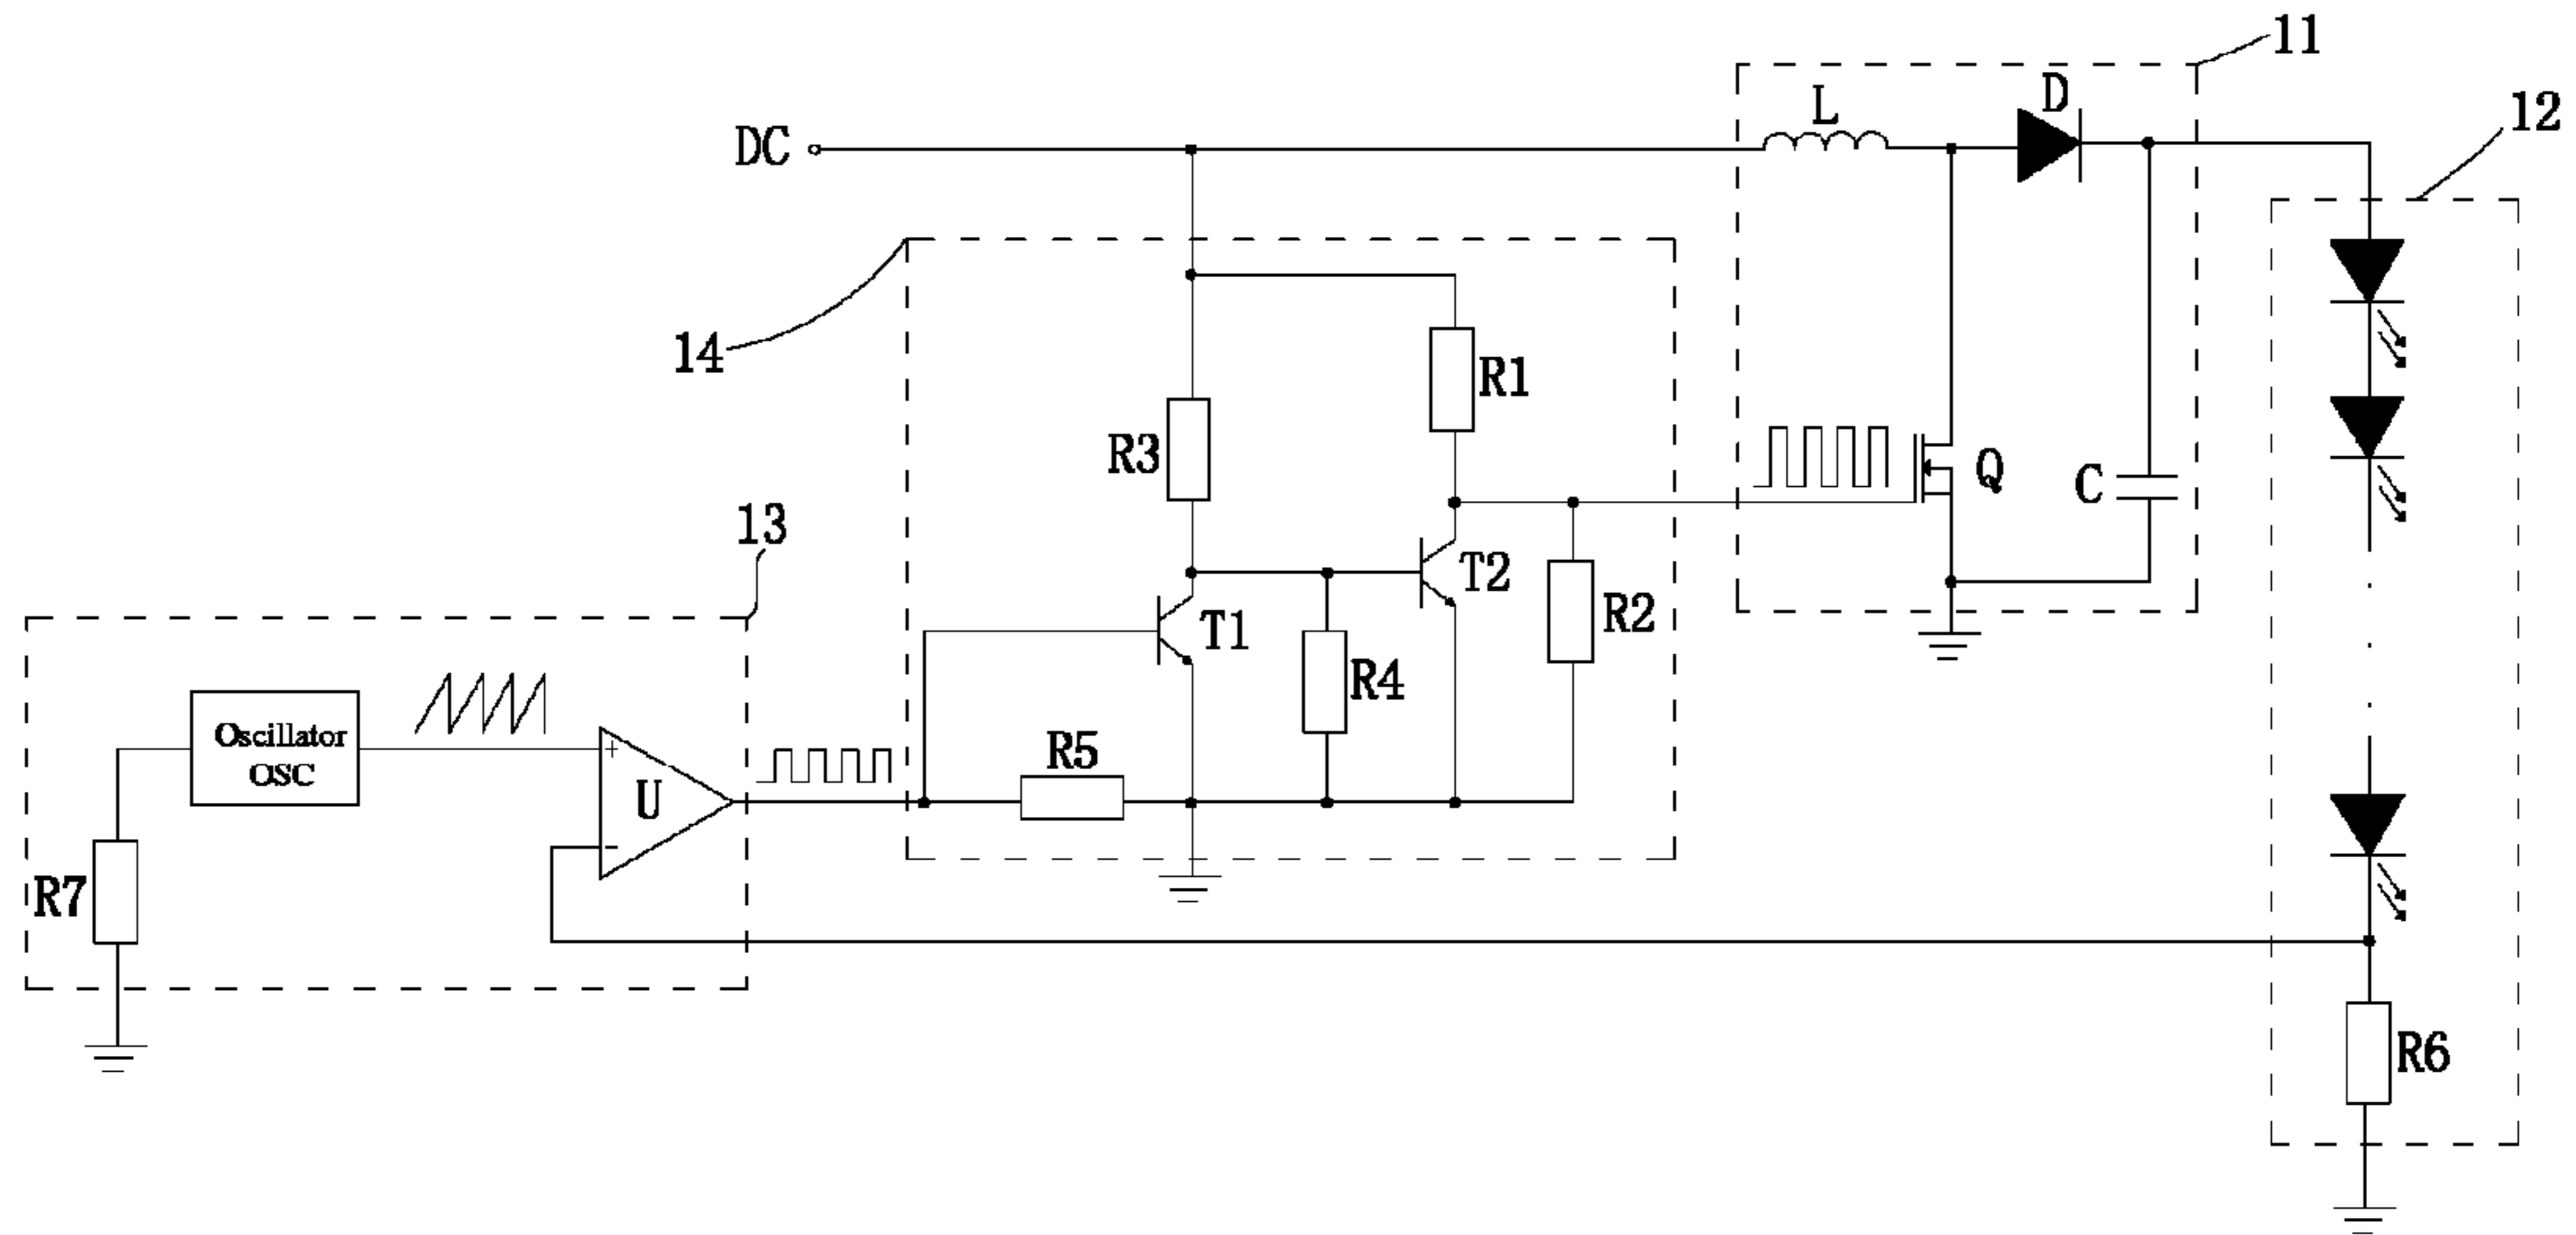 11
D
L
12
DC
14
R1
R3
Q
C
13
T2
R2
T1
R4
Oscillator
OSC
+
R5
U
-
R7
R6